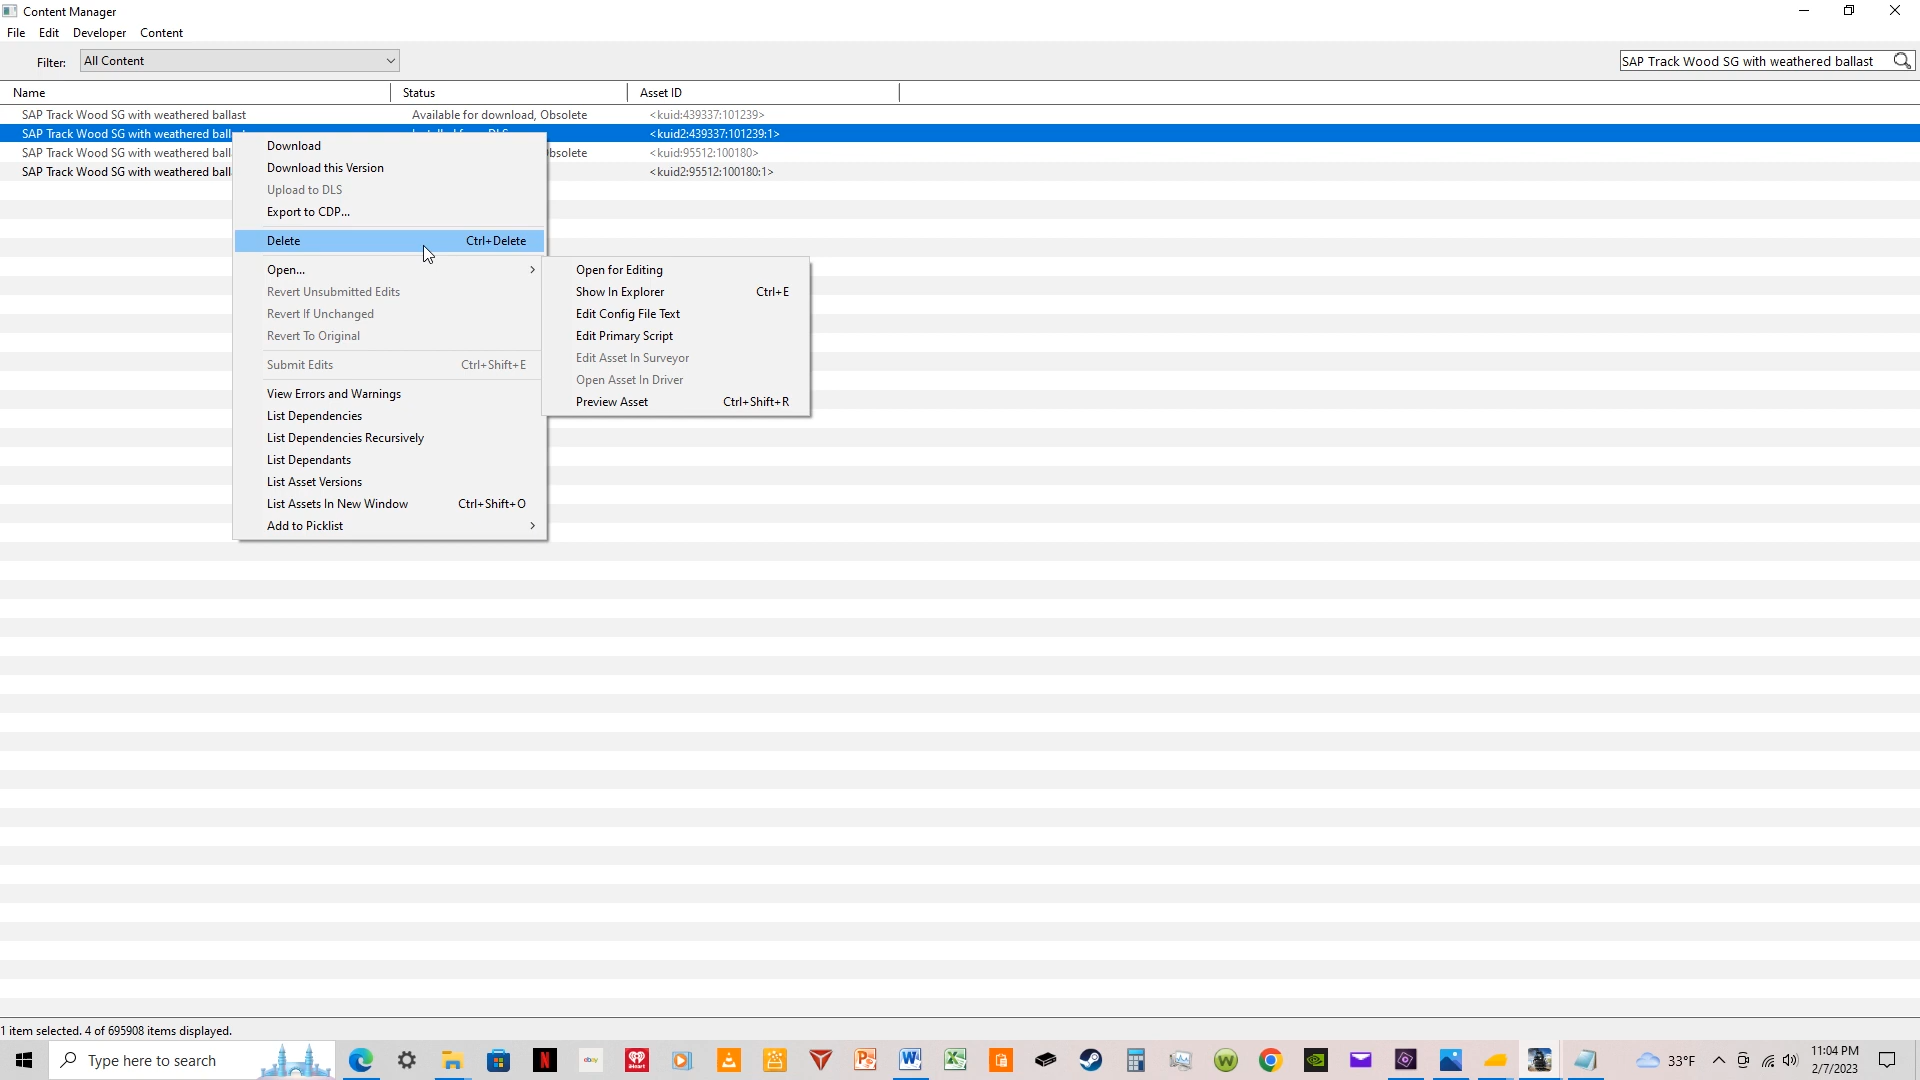 Content Manager
File Edit Developer Content
Filter: All Content
SAP Track Wood SG with weathered ballast
Name Status Asset ID
SAP Track Wood SG with weathered ballast Available for download, Obsolete <kuid:439337:101239>
SAP Track Wood SG with weathered ball <kuid2:439337:101239:1>
SAP Track Wood SG with weathered ball bsolete <kuid:95512:100180>
SAP Track Wood SG with weathered ball <kuid2:95512:100180:1>
Download
Download this Version
Upload to DLS
Export to CDP...
Delete Ctrl+Delete
Open...
Revert Unsubmitted Edits
Revert If Unchanged
Revert To Original
Submit Edits Ctrl+Shift+E
View Errors and Warnings
List Dependencies
List Dependencies Recursively
List Dependants
List Asset Versions
List Assets In New Window Ctrl+Shift+O
Add to Picklist
Open for Editing
Show In Explorer Ctrl+E
Edit Config File Text
Edit Primary Script
Edit Asset In Surveyor
Open Asset In Driver
Preview Asset Ctrl+Shift+R
1 item selected. 4 of 695908 items displayed.
Type here to search
ebay
iHeart
33°F
11:04 PM
2/7/2023